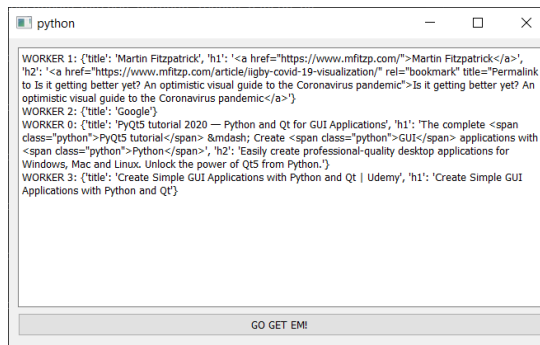 python
WORKER 1: {'title': 'Martin Fitzpatrick', 'h1': '<a href="https://www.mfitzp.com/">Martin Fitzpatrick</a>',
'h2': '<a href="https://www.mfitzp.com/article/iigby-covid-19-visualization/" rel="bookmark" title="Permalink
to Is it getting better yet? An optimistic visual guide to the Coronavirus pandemic">Is it getting better yet? An
optimistic visual guide to the Coronavirus pandemic</a>'}
WORKER 2: {'title': 'Google'}
WORKER 0: {'title': 'PyQt5 tutorial 2020 — Python and Qt for GUI Applications', 'h1': 'The complete <span
class="python">PyQt5 tutorial</span> &mdash; Create <span class="python">GUI</span> applications with
<span class="python">Python</span>', 'h2': 'Easily create professional-quality desktop applications for
Windows, Mac and Linux. Unlock the power of Qt5 from Python.'}
WORKER 3: {'title': 'Create Simple GUI Applications with Python and Qt | Udemy', 'h1': 'Create Simple GUI
Applications with Python and Qt'}
GO GET EM!